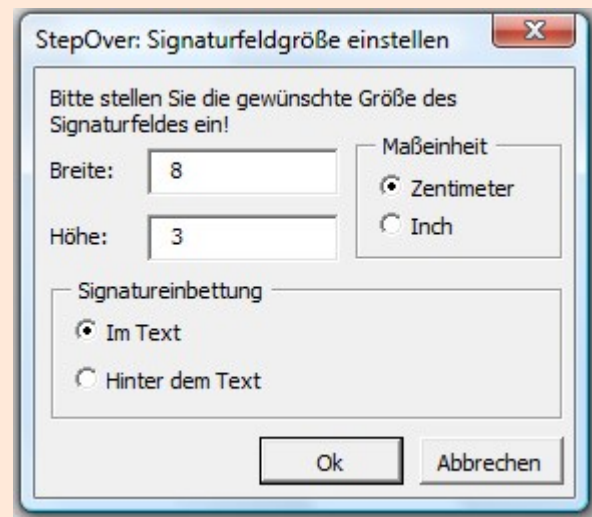 StepOver: Signaturfeldgröße einstellen
Bitte stellen Sie die gewünschte Größe des
Signaturfeldes ein!
Breite: 8
Höhe: 3
Maßeinheit
Zentimeter
Inch
Signatureinbettung
Im Text
Hinter dem Text
Ok Abbrechen